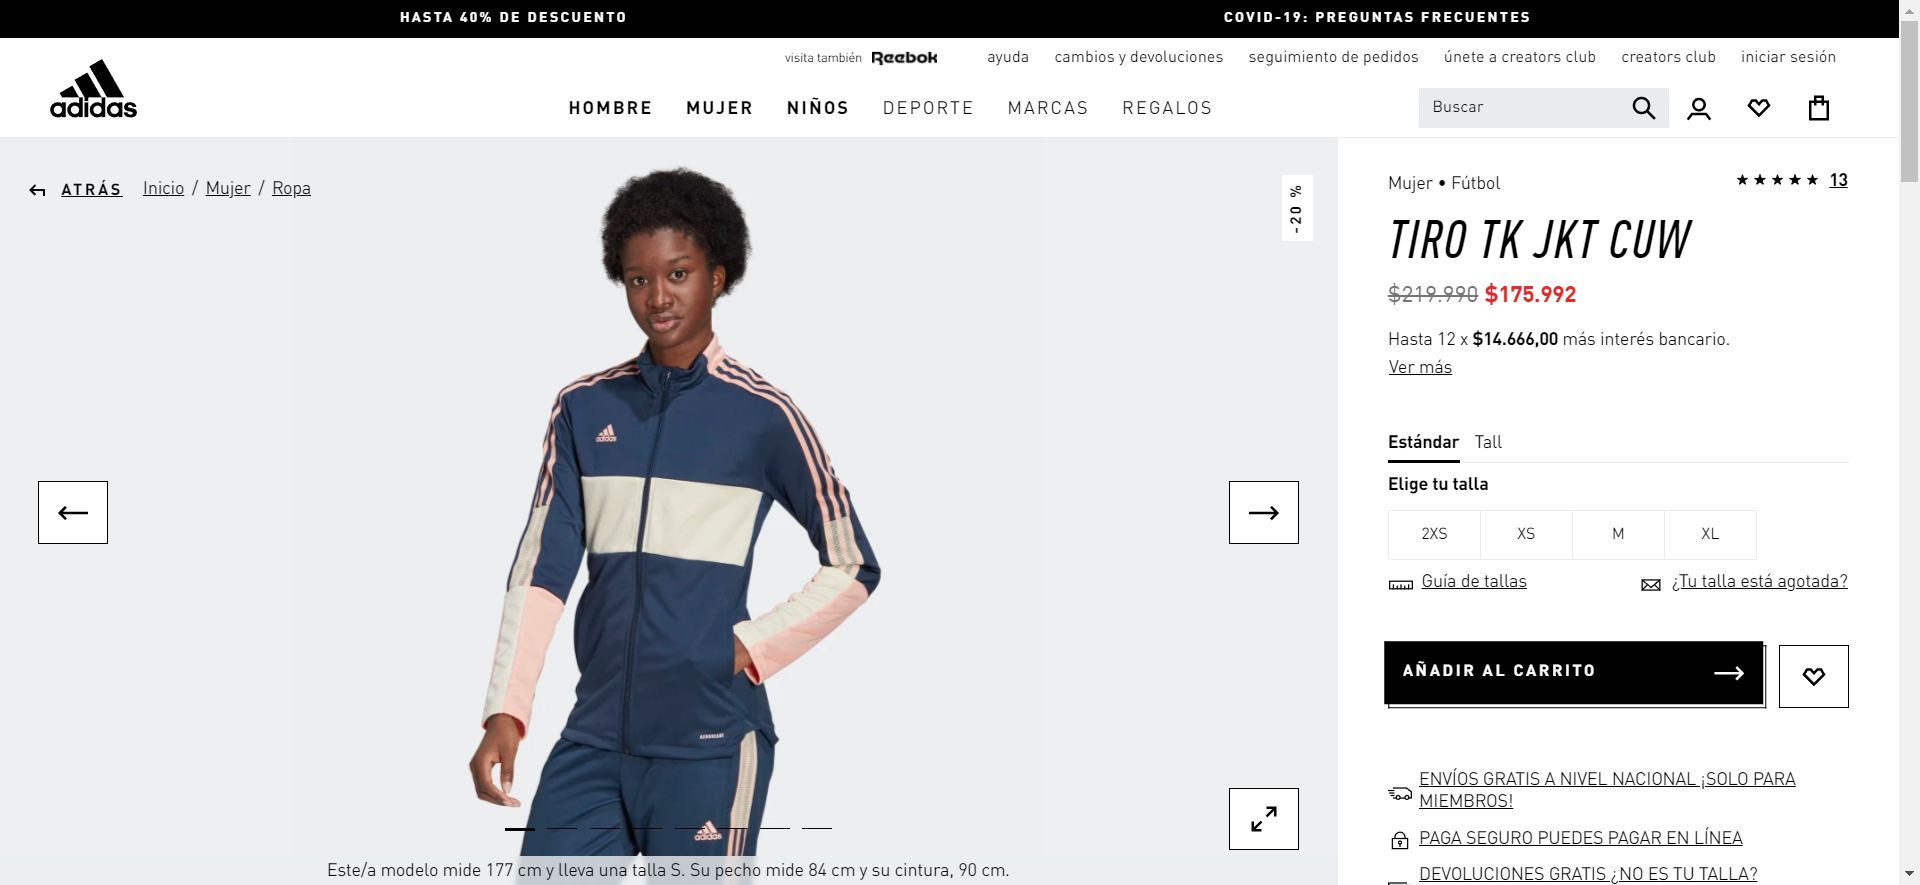 HASTA 40% DE DESCUENTO
COVID-19: PREGUNTAS FRECUENTES
visita también Reebok
ayuda
cambios y devoluciones
seguimiento de pedidos
únete a creators club
creators club
iniciar sesión
adidas
HOMBRE
MUJER
NIÑOS
DEPORTE
MARCAS
REGALOS
Buscar
ATRÁS
Inicio / Mujer / Ropa
-20 %
adidas
AEROREADY
adidas
Este/a modelo mide 177 cm y lleva una talla S. Su pecho mide 84 cm y su cintura, 90 cm.
Mujer • Fútbol
13
TIRO TK JKT CUW
$219.990 $175.992
Hasta 12 x $14.666,00 más interés bancario.
Ver más
Estándar
Tall
Elige tu talla
2XS
XS
M
XL
Guía de tallas
¿Tu talla está agotada?
AÑADIR AL CARRITO
ENVÍOS GRATIS A NIVEL NACIONAL ¡SOLO PARA
MIEMBROS!
PAGA SEGURO PUEDES PAGAR EN LÍNEA
DEVOLUCIONES GRATIS ¿NO ES TU TALLA?